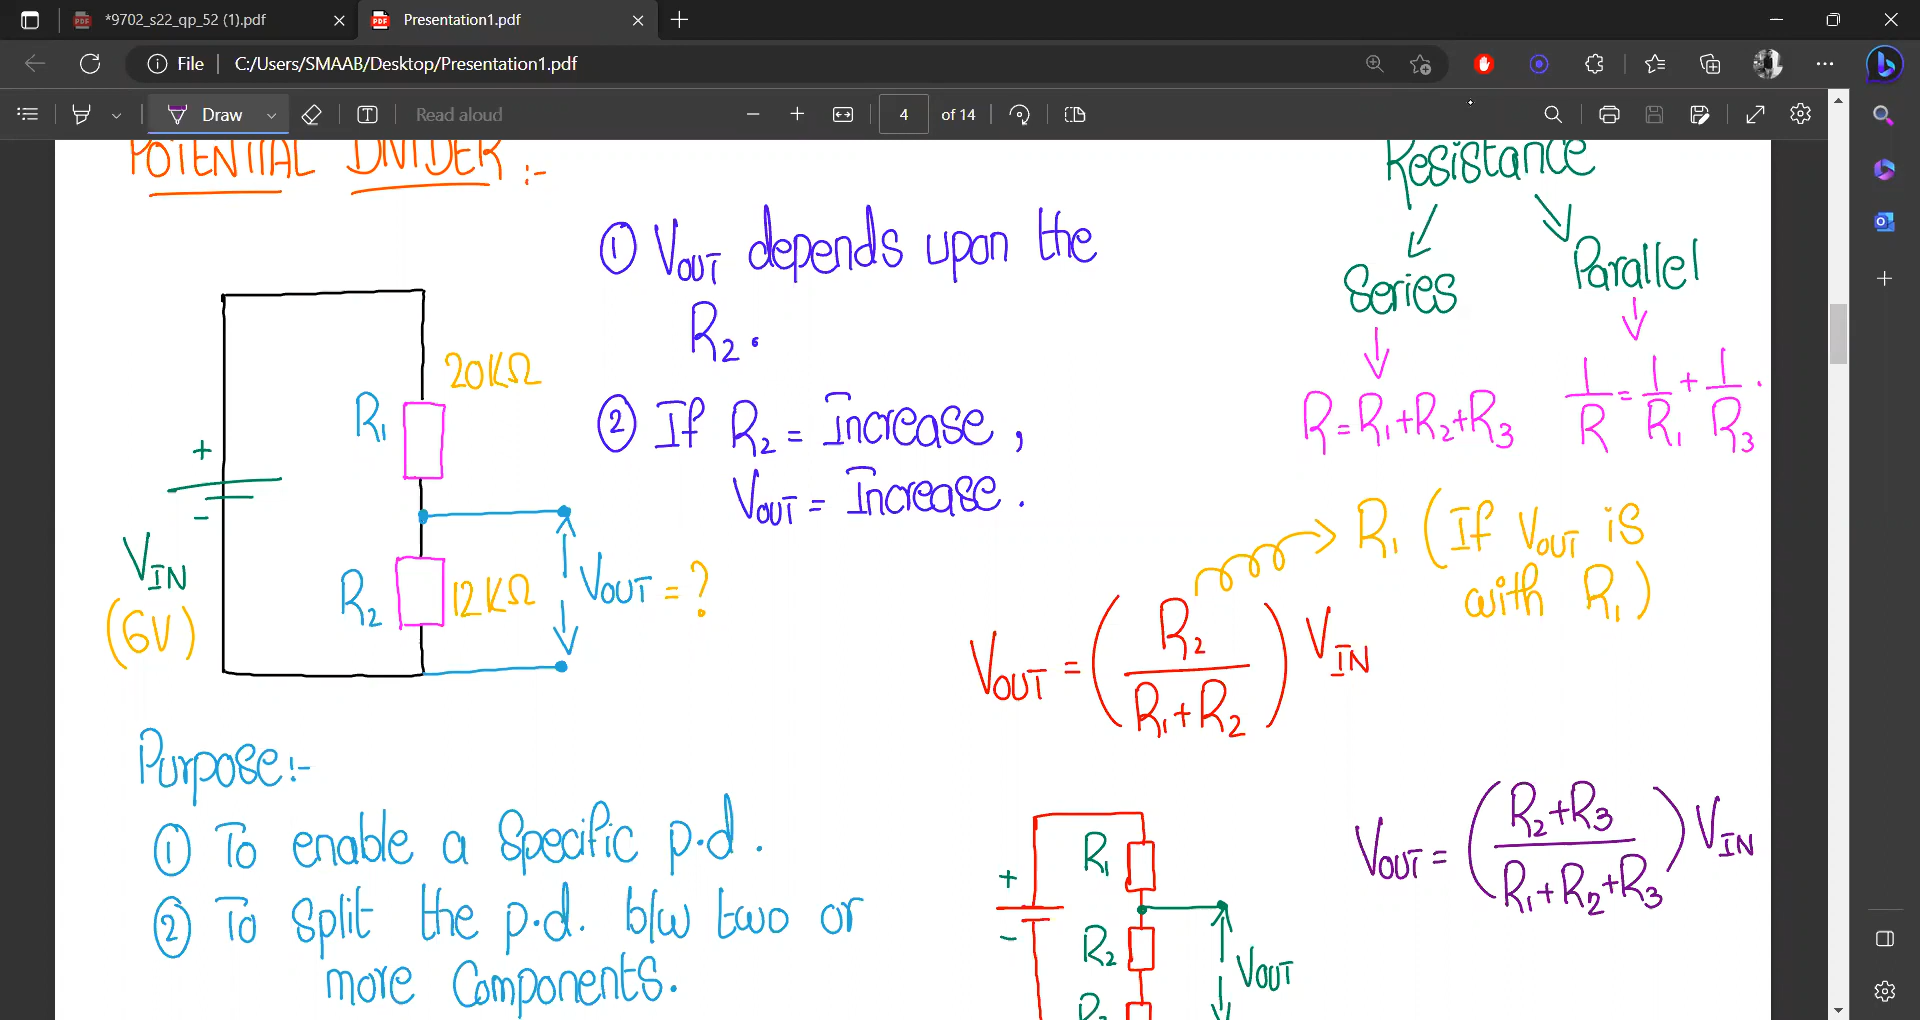 *9702_s22_qp_52 (1).pdf
Presentation1.pdf
File
C:/Users/SMAAB/Desktop/Presentation1.pdf
Draw
Read aloud
4 of 14
POTENTIAL DIVIDER :-
① VOUT depends upon the
R2.
② If R2 = Increase,
VOUT = Increase.
20KΩ
R1
+
-
VIN
(6V)
R2
12KΩ
VOUT = ?
Resistance
Series
Parallel
R=R1+R2+R3
1/R = 1/R1 + 1/R3.
R1 (If VOUT is
with R1)
VOUT = (R2/(R1+R2)) VIN
Purpose:-
① To enable a specific p.d.
② To split the p.d. b/w two or
more components.
R1
+
-
R2
VOUT
VOUT = ((R2+R3)/(R1+R2+R3)) VIN